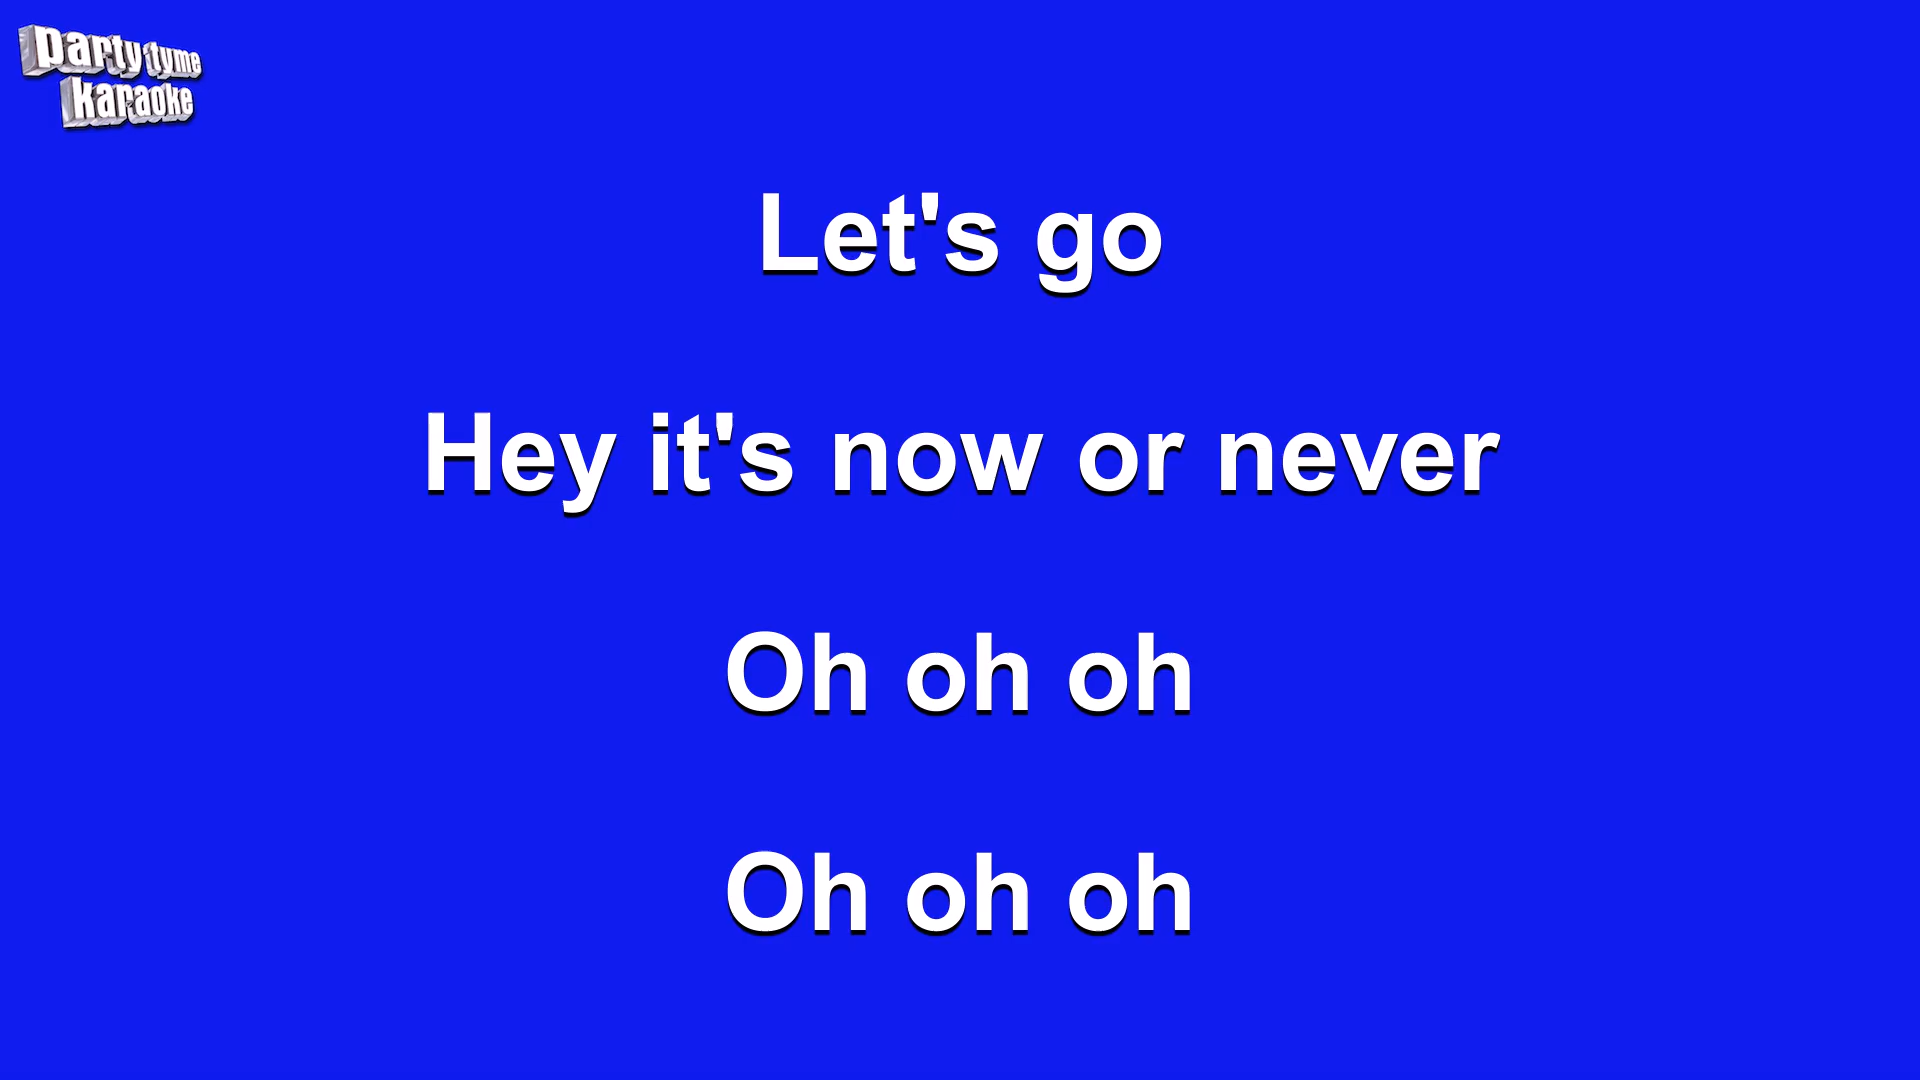 party tyme
karaoke
Let's go
Hey it's now or never
Oh oh oh
Oh oh oh